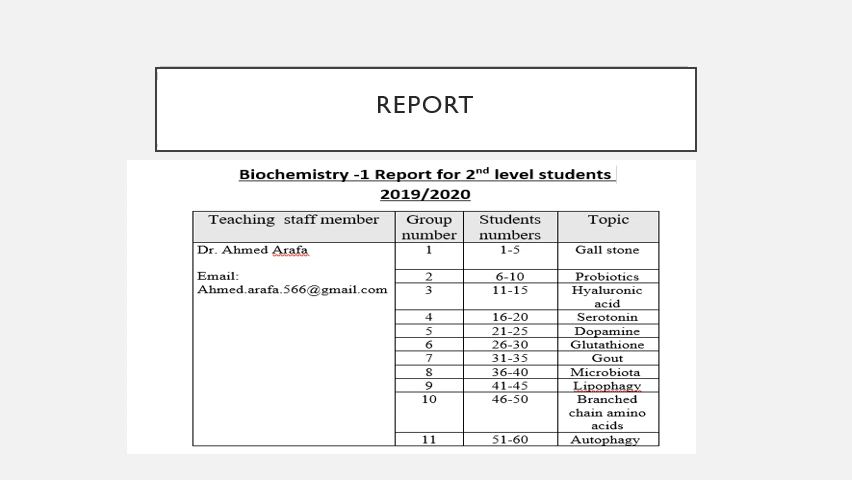 REPORT
Biochemistry -1 Report for 2nd level students
2019/2020
Teaching staff member Group number Students numbers Topic
Dr. Ahmed Arafa 1 1-5 Gall stone
Email:
Ahmed.arafa.566@gmail.com
2 6-10 Probiotics
3 11-15 Hyaluronic acid
4 16-20 Serotonin
5 21-25 Dopamine
6 26-30 Glutathione
7 31-35 Gout
8 36-40 Microbiota
9 41-45 Lipophagy
10 46-50 Branched chain amino acids
11 51-60 Autophagy